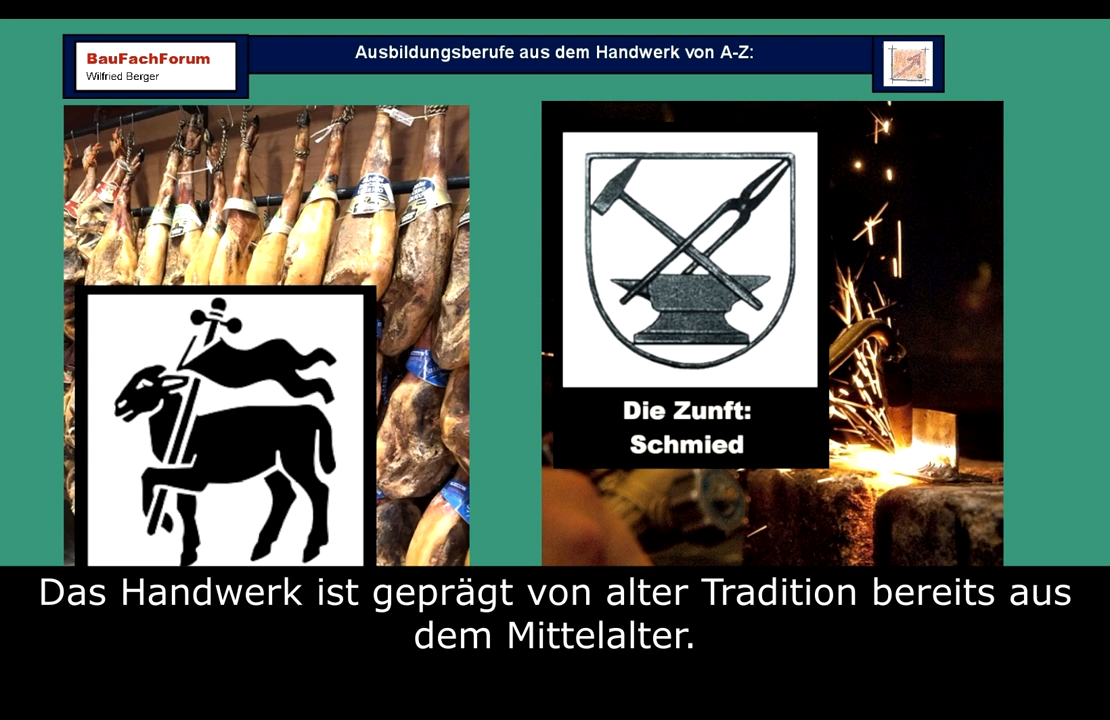 BauFachForum
Wilfried Berger
Ausbildungsberufe aus dem Handwerk von A-Z:
Die Zunft:
Schmied
Das Handwerk ist geprägt von alter Tradition bereits aus
dem Mittelalter.